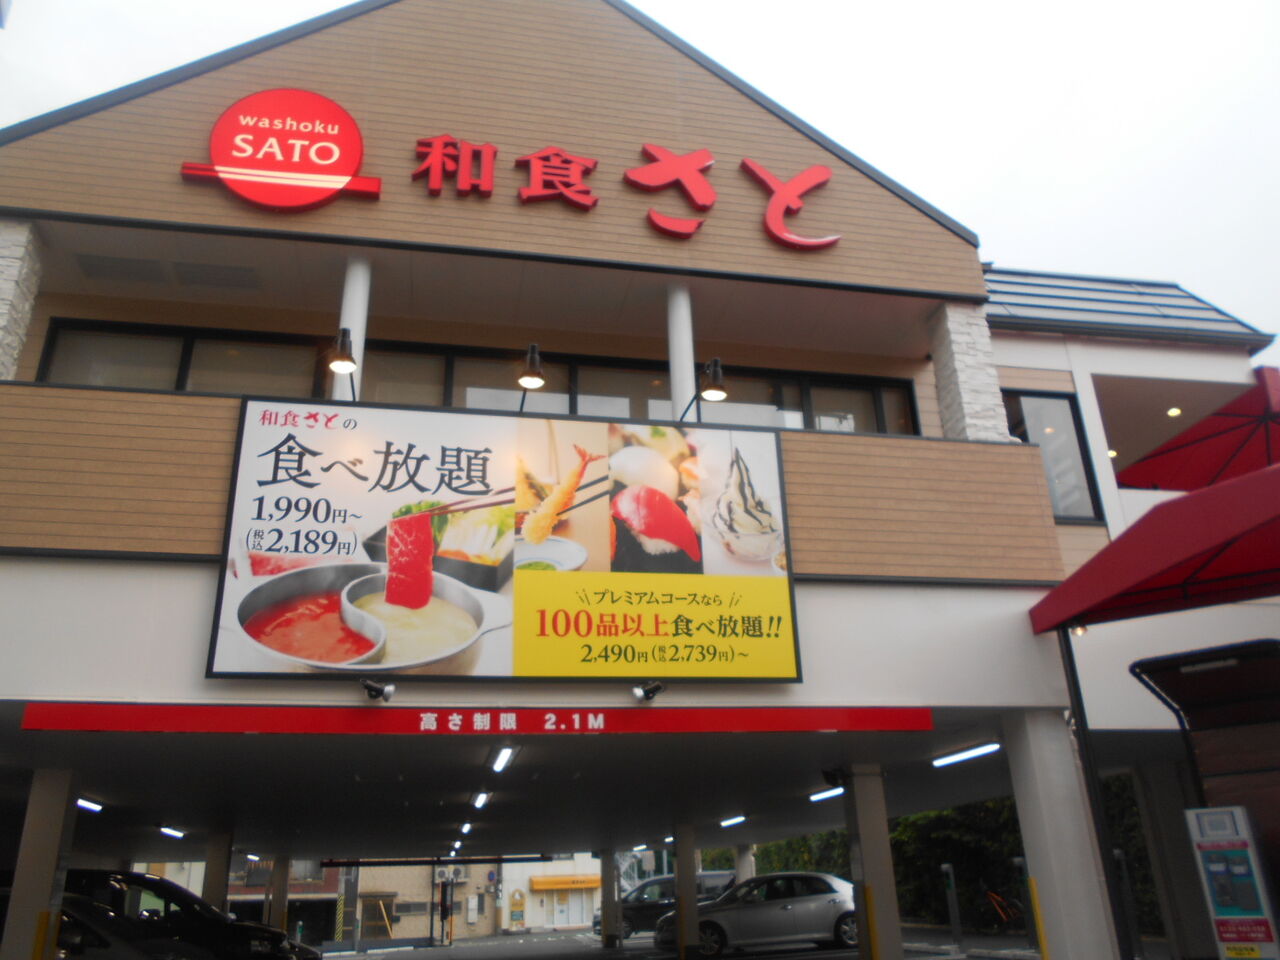 washoku
SATO
和食さと
和食さとの
食べ放題
1,990円~
(税込2,189円)
プレミアムコースなら
100品以上食べ放題!!
2,490円(税込2,739円)~
高さ制限 2.1M